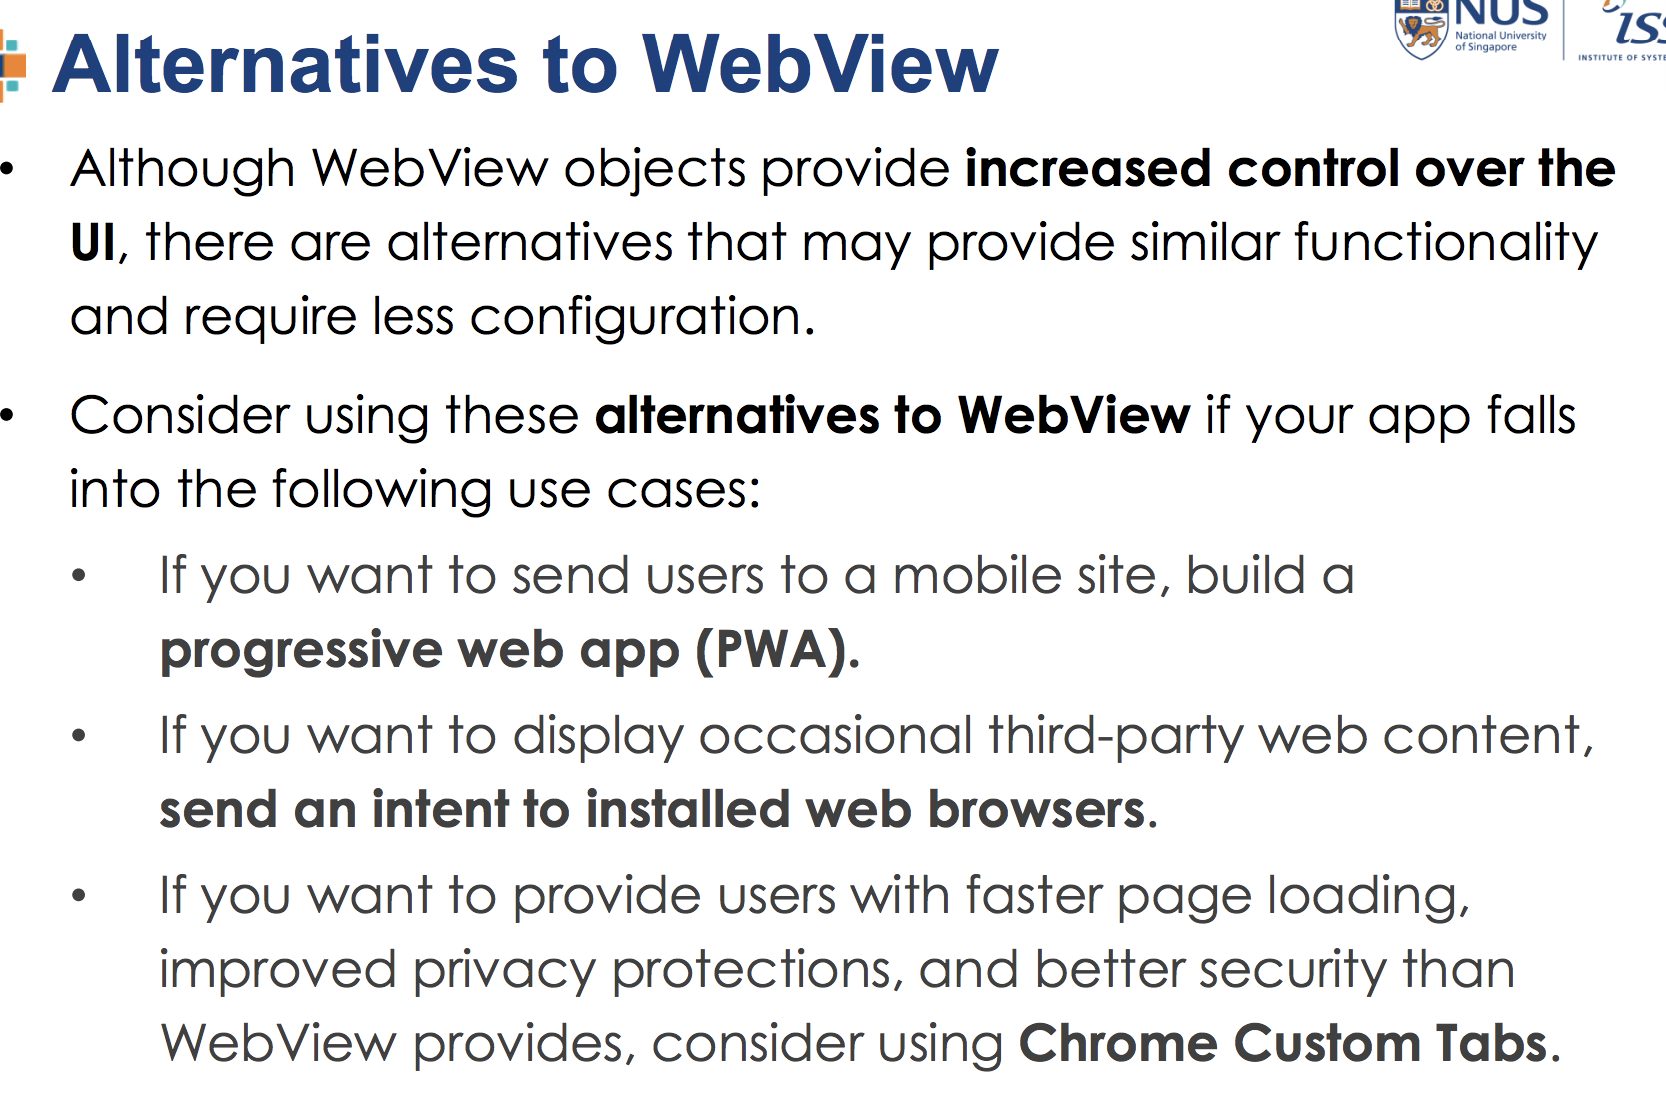 NUS
National University
of Singapore
iss
INSTITUTE OF SYSTE
Alternatives to WebView
• Although WebView objects provide increased control over the
UI, there are alternatives that may provide similar functionality
and require less configuration.
• Consider using these alternatives to WebView if your app falls
into the following use cases:
• If you want to send users to a mobile site, build a
progressive web app (PWA).
• If you want to display occasional third-party web content,
send an intent to installed web browsers.
• If you want to provide users with faster page loading,
improved privacy protections, and better security than
WebView provides, consider using Chrome Custom Tabs.